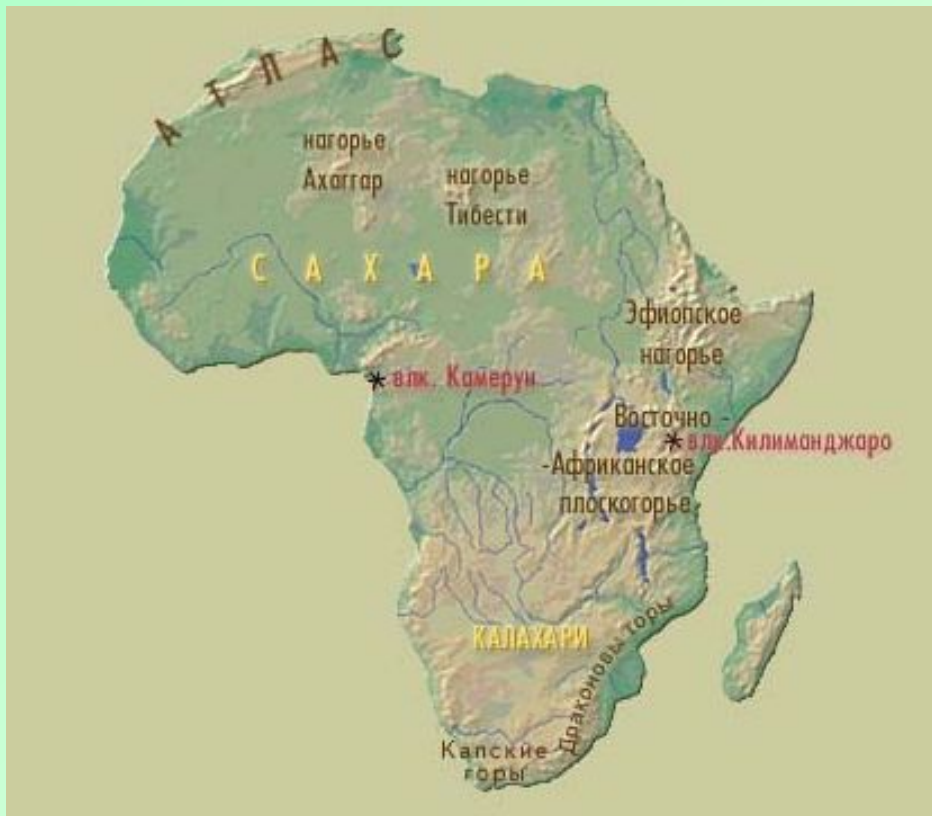 АТЛАС
нагорье
Ахаггар
нагорье
Тибести
САХАРА
Эфиопское
нагорье
влк. Камерун
Восточно -
влк.Килиманджаро
-Африканское
плоскогорье
КАЛАХАРИ
Драконовы горы
Капские
горы